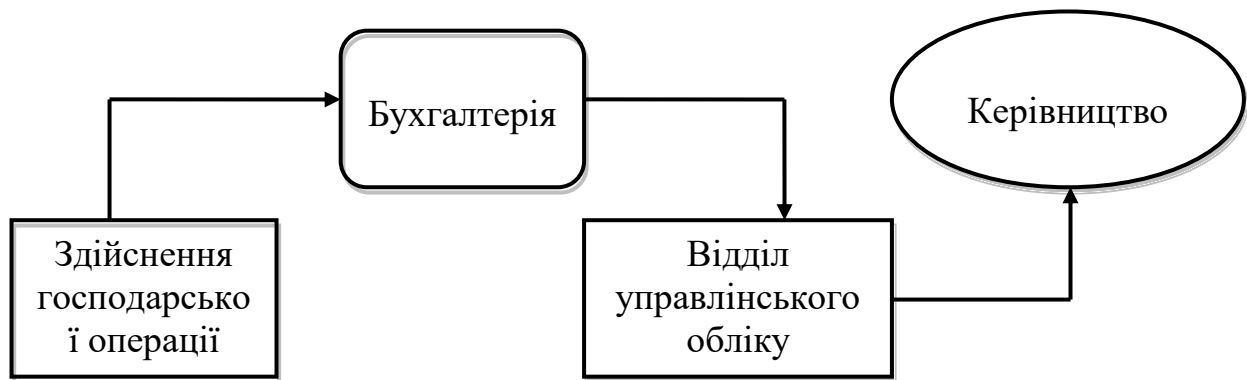 Бухгалтерія
Керівництво
Здійснення
господарсько
ї операції
Відділ
управлінського
обліку